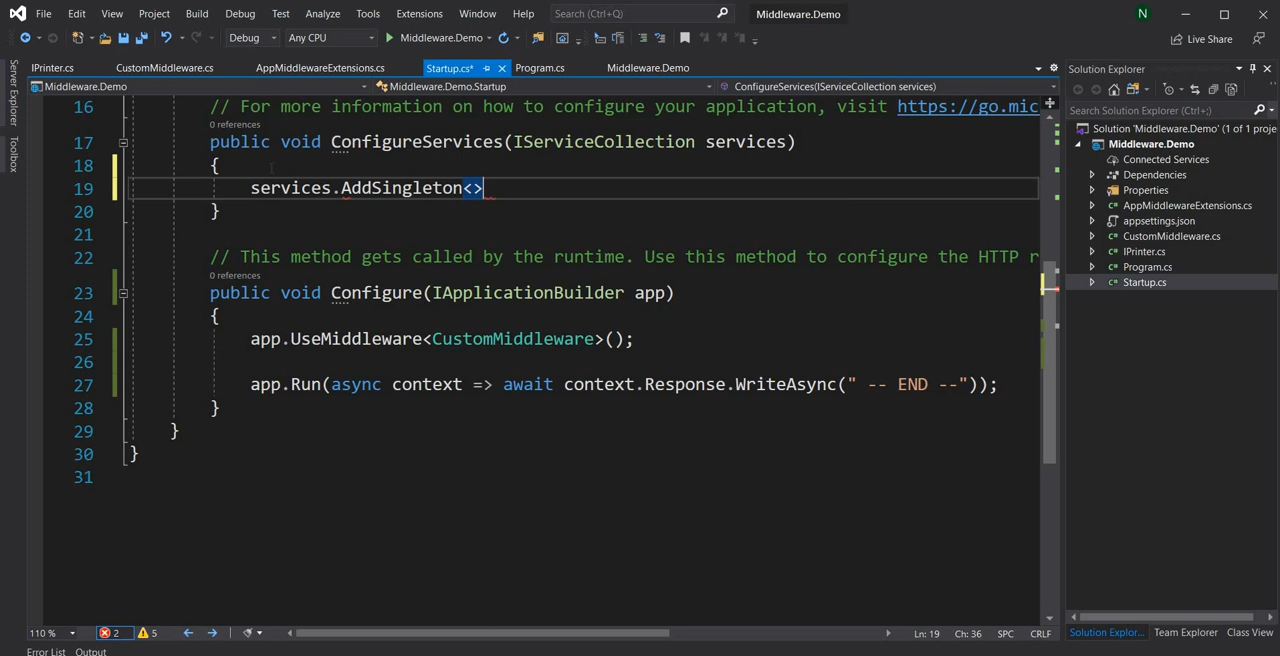 File Edit View Project Build Debug Test Analyze Tools Extensions Window Help Search (Ctrl+Q) Middleware.Demo N
Debug Any CPU Middleware.Demo Live Share
Server Explorer
Toolbox
IPrinter.cs CustomMiddleware.cs AppMiddlewareExtensions.cs Startup.cs* Program.cs Middleware.Demo
Middleware.Demo Middleware.Demo.Startup ConfigureServices(IServiceCollection services)
16 // For more information on how to configure your application, visit https://go.mic
0 references
17 public void ConfigureServices(IServiceCollection services)
18 {
19 services.AddSingleton<>
20 }
21
22 // This method gets called by the runtime. Use this method to configure the HTTP r
0 references
23 public void Configure(IApplicationBuilder app)
24 {
25 app.UseMiddleware<CustomMiddleware>();
26
27 app.Run(async context => await context.Response.WriteAsync(" -- END --"));
28 }
29 }
30 }
31
110 % 2 5 Ln: 19 Ch: 36 SPC CRLF
Error List Output
Solution Explorer
Search Solution Explorer (Ctrl+;)
Solution 'Middleware.Demo' (1 of 1 proje
Middleware.Demo
Connected Services
Dependencies
Properties
C# AppMiddlewareExtensions.cs
appsettings.json
C# CustomMiddleware.cs
C# IPrinter.cs
C# Program.cs
C# Startup.cs
Solution Explor... Team Explorer Class View